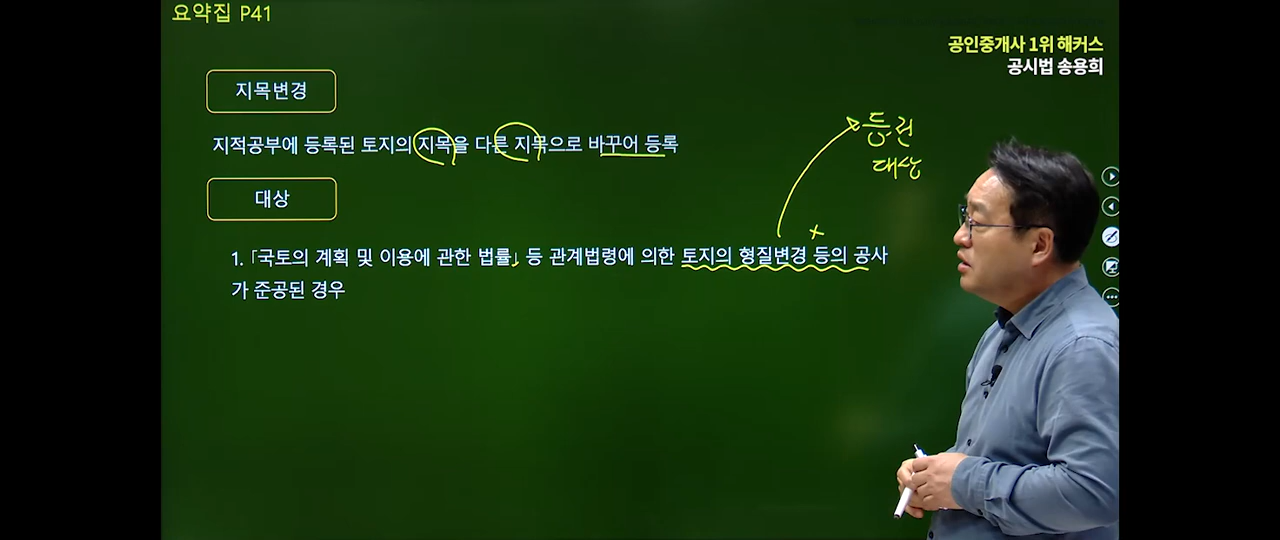 요약집 P41
공인중개사 1위 해커스
공시법 송용희
지목변경
지적공부에 등록된 토지의 지목을 다른 지목으로 바꾸어 등록
등권
대상
대상
1. 「국토의 계획 및 이용에 관한 법률」 등 관계법령에 의한 토지의 형질변경 등의 공사
가 준공된 경우